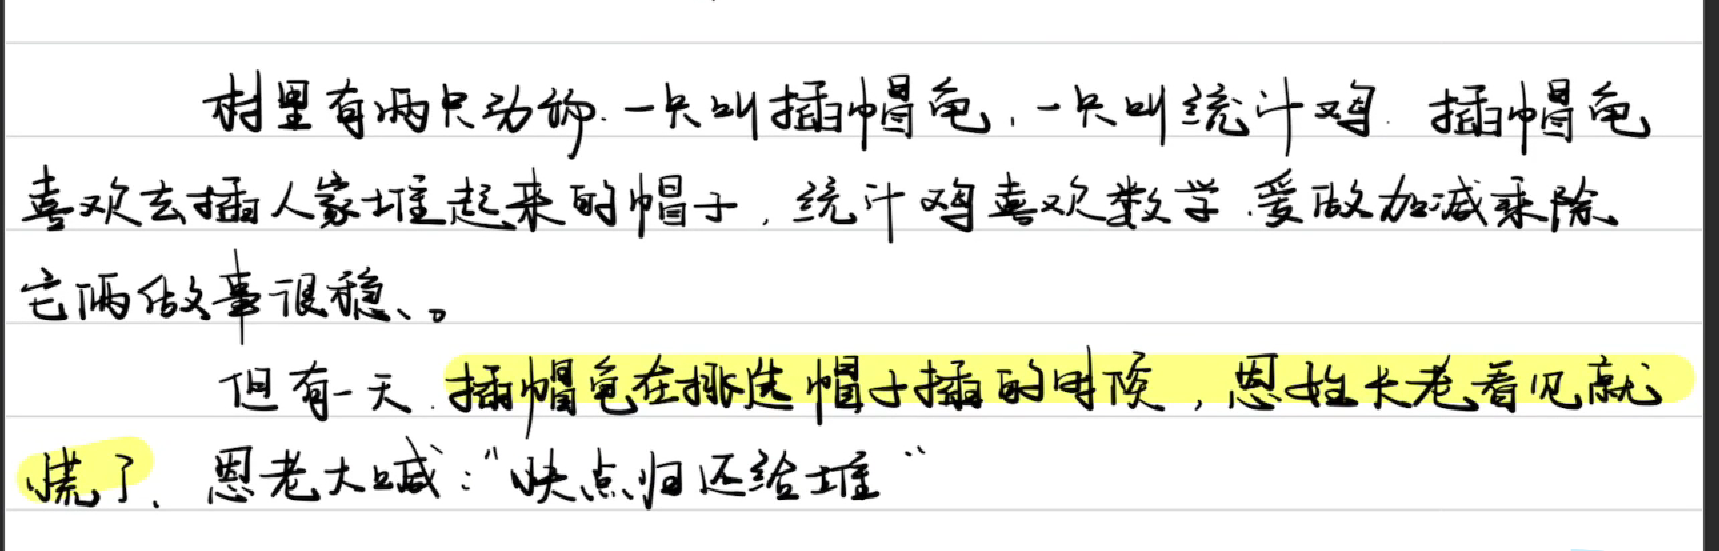 村里有两只动物.一只叫插帽龟,一只叫统计鸡.插帽龟
喜欢去插人家堆起来的帽子,统计鸡喜欢数学.爱做加减乘除、
它俩做事很稳、。
但有一天.插帽龟在挑选帽子插的时候,恩姓长老看见就
慌了、恩老大喊:“快点归还给堆”